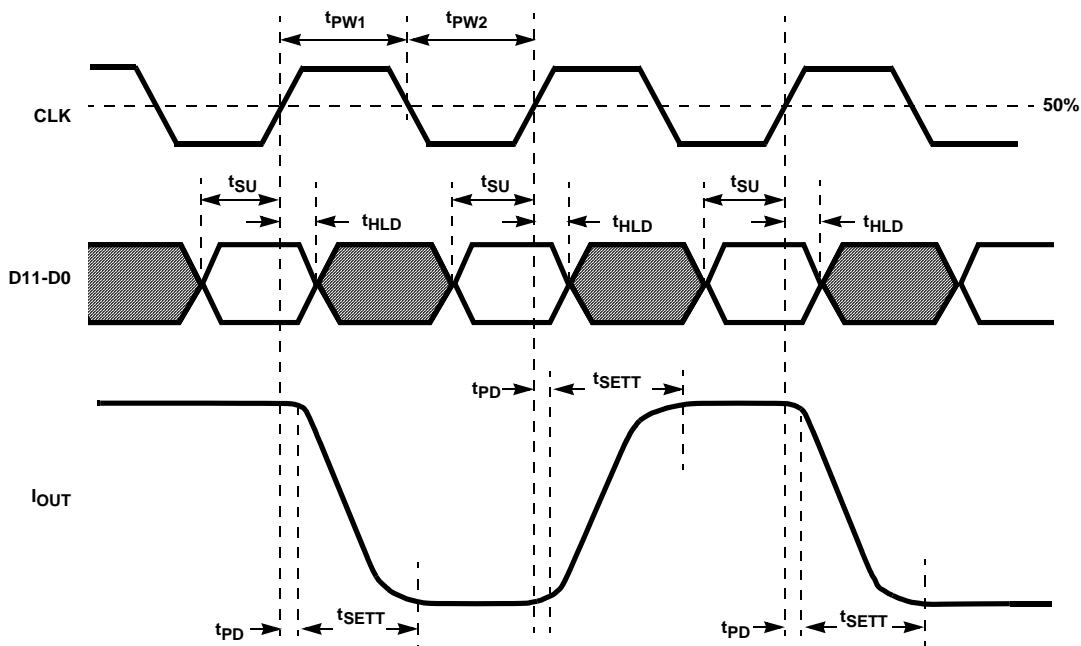 tPW1 tPW2
CLK
50%
tSU tSU tSU
tHLD tHLD tHLD
D11-D0
tPD tSETT
IOUT
tPD tSETT tPD tSETT